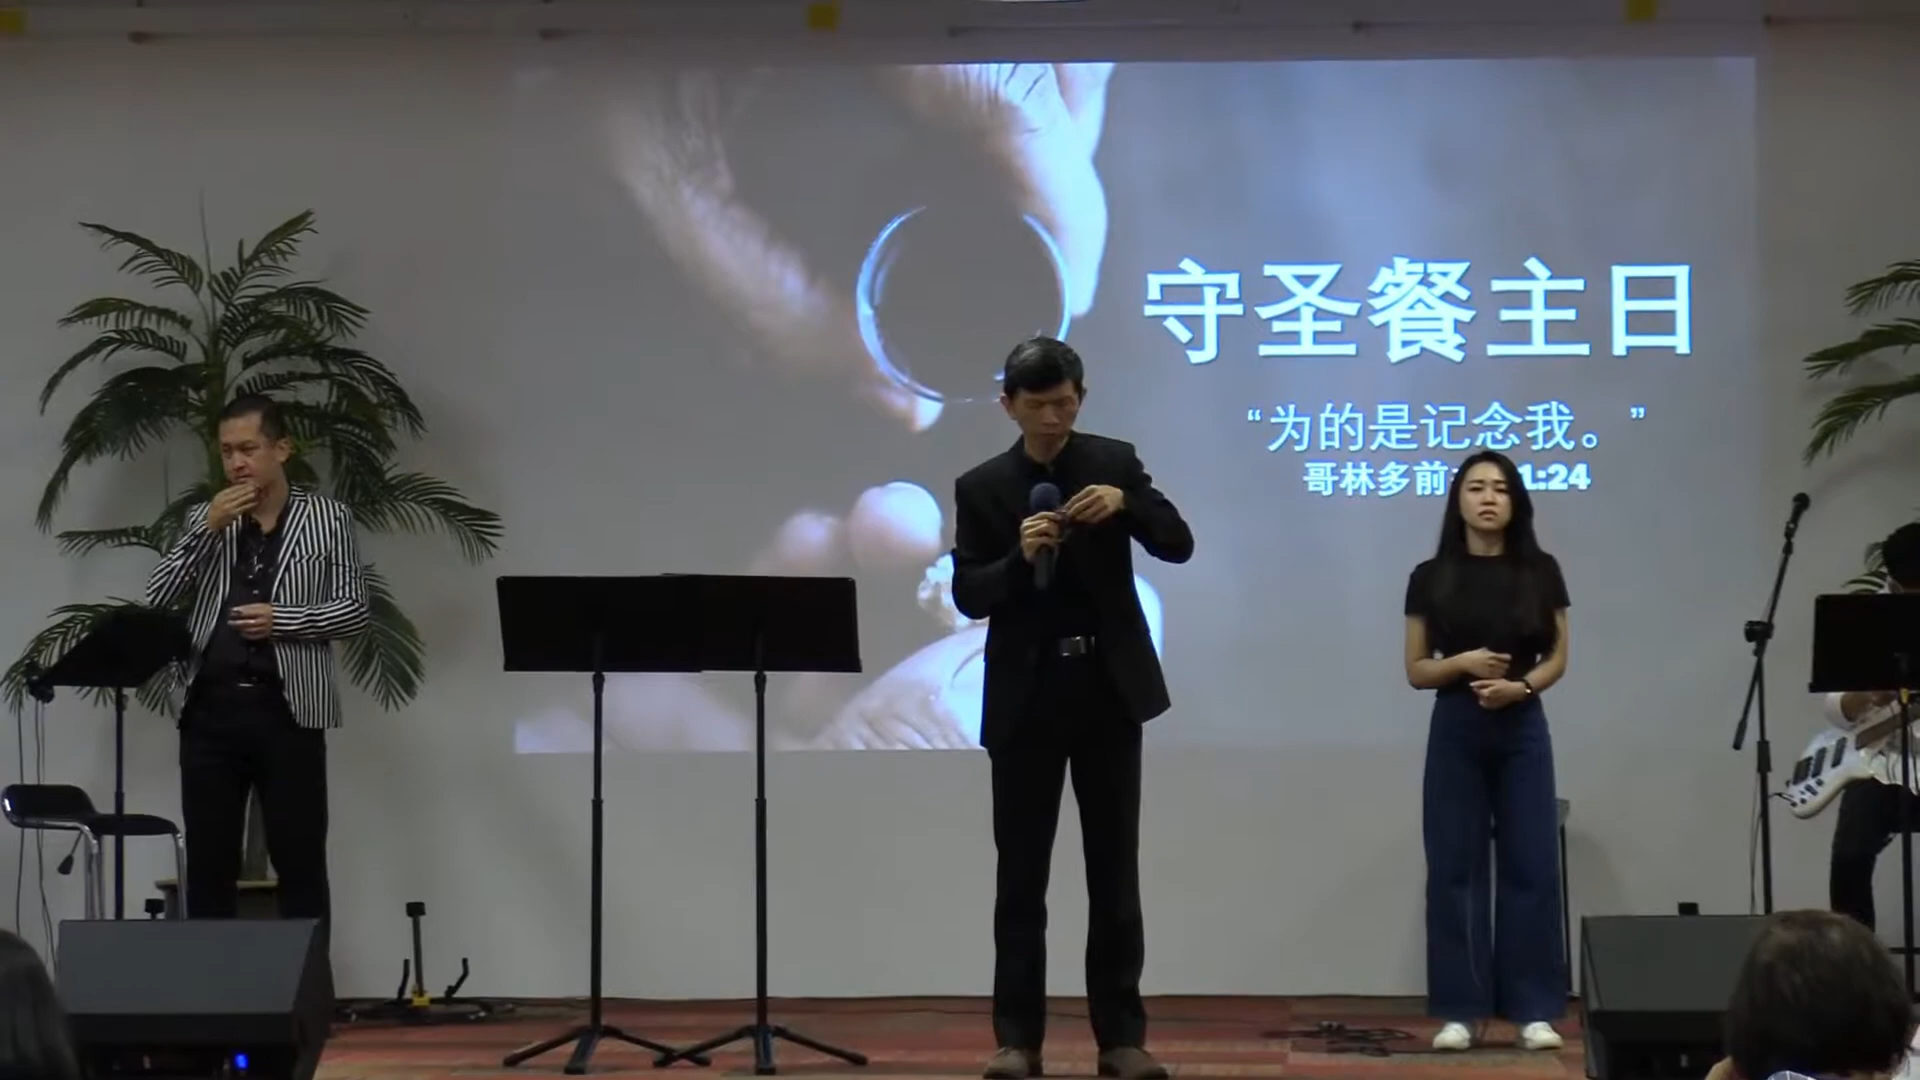 守圣餐主日
“为的是记念我。”
哥林多前 1:24